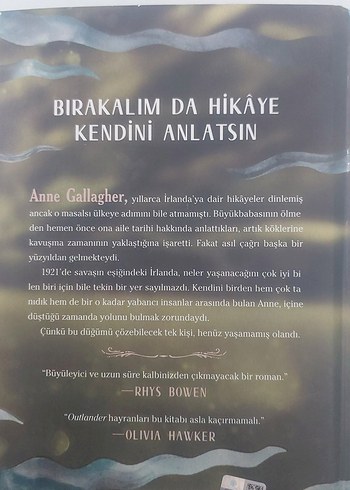 BIRAKALIM DA HİKÂYE
KENDİNİ ANLATSIN
Anne Gallagher, yıllarca İrlanda'ya dair hikâyeler dinlemiş
ancak o masalsı ülkeye adımını bile atmamıştı. Büyükbabasının ölme
den hemen önce ona aile tarihi hakkında anlattıkları, artık köklerine
kavuşma zamanının yaklaştığına işaretti. Fakat asıl çağrı başka bir
yüzyıldan gelmekteydi.
1921'de savaşın eşiğindeki İrlanda, neler yaşanacağını çok iyi bi
len biri için bile tekin bir yer sayılmazdı. Kendini birden hem çok ta
nıdık hem de bir o kadar yabancı insanlar arasında bulan Anne, içine
düştüğü zamanda yolunu bulmak zorundaydı.
Çünkü bu düğümü çözebilecek tek kişi, henüz yaşamamış olandı.
"Büyüleyici ve uzun süre kalbinizden çıkmayacak bir roman."
—RHYS BOWEN
"Outlander hayranları bu kitabı asla kaçırmamalı."
—OLIVIA HAWKER